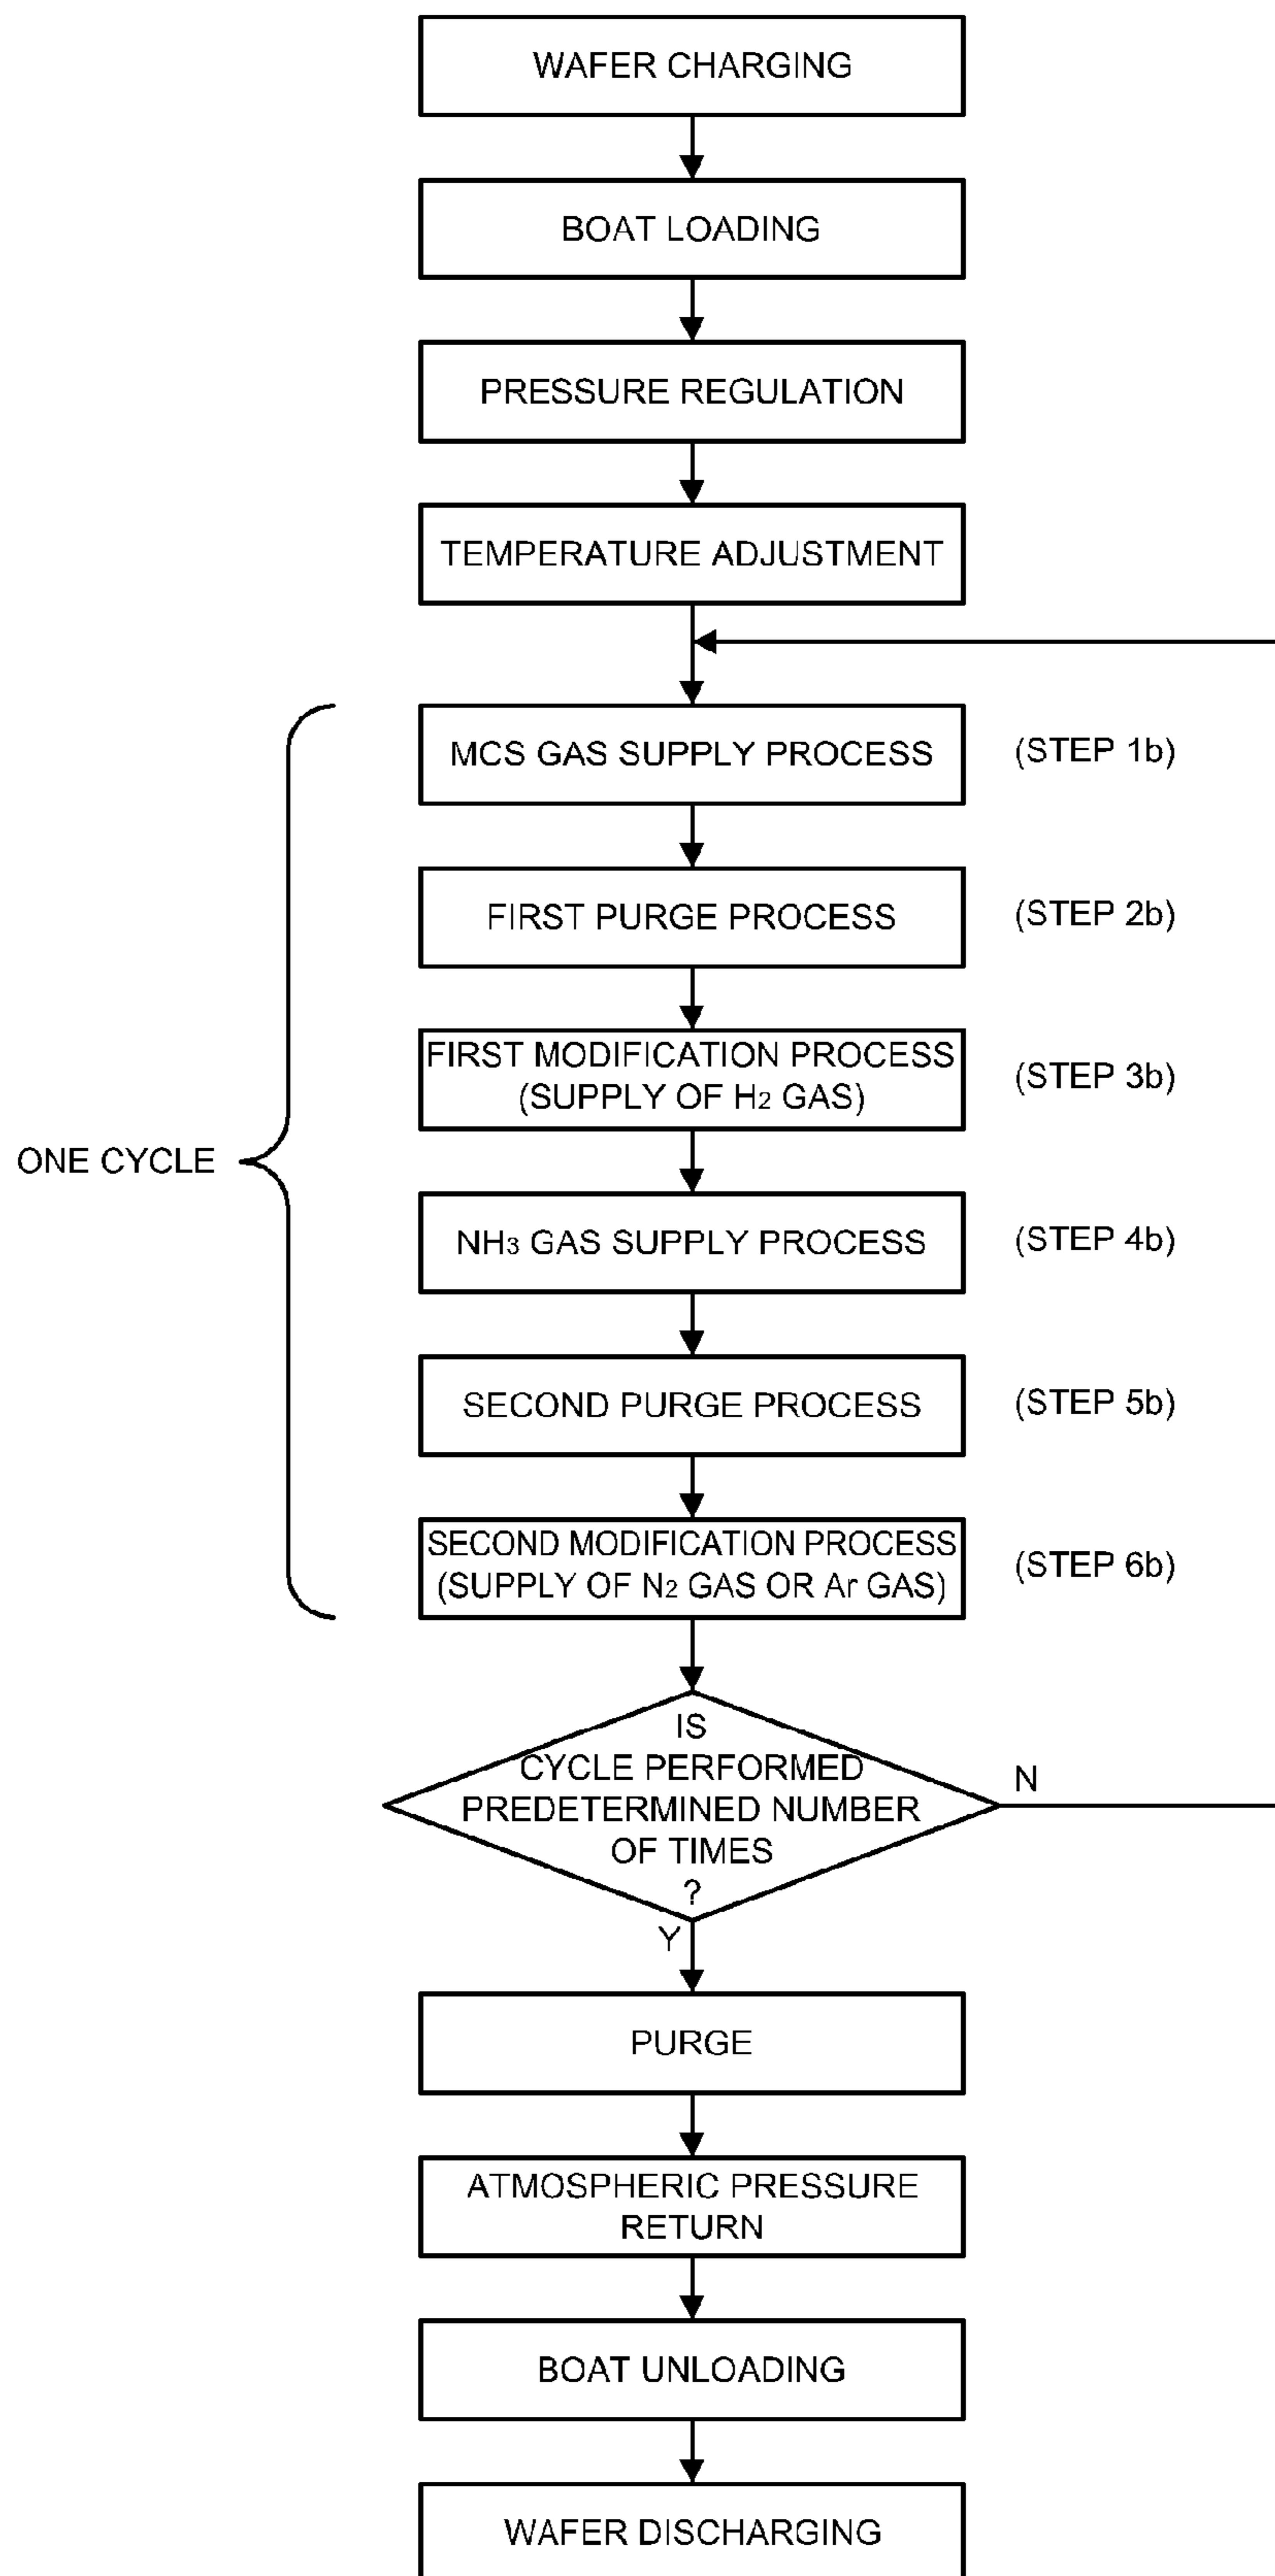 WAFER CHARGING
BOAT LOADING
PRESSURE REGULATION
TEMPERATURE ADJUSTMENT
MCS GAS SUPPLY PROCESS
(STEP 1b)
FIRST PURGE PROCESS
(STEP 2b)
FIRST MODIFICATION PROCESS
(SUPPLY OF H2 GAS)
(STEP 3b)
ONE CYCLE
NH3 GAS SUPPLY PROCESS
(STEP 4b)
SECOND PURGE PROCESS
(STEP 5b)
SECOND MODIFICATION PROCESS
(SUPPLY OF N2 GAS OR Ar GAS)
(STEP 6b)
IS
CYCLE PERFORMED
PREDETERMINED NUMBER
OF TIMES
?
N
Y
PURGE
ATMOSPHERIC PRESSURE
RETURN
BOAT UNLOADING
WAFER DISCHARGING